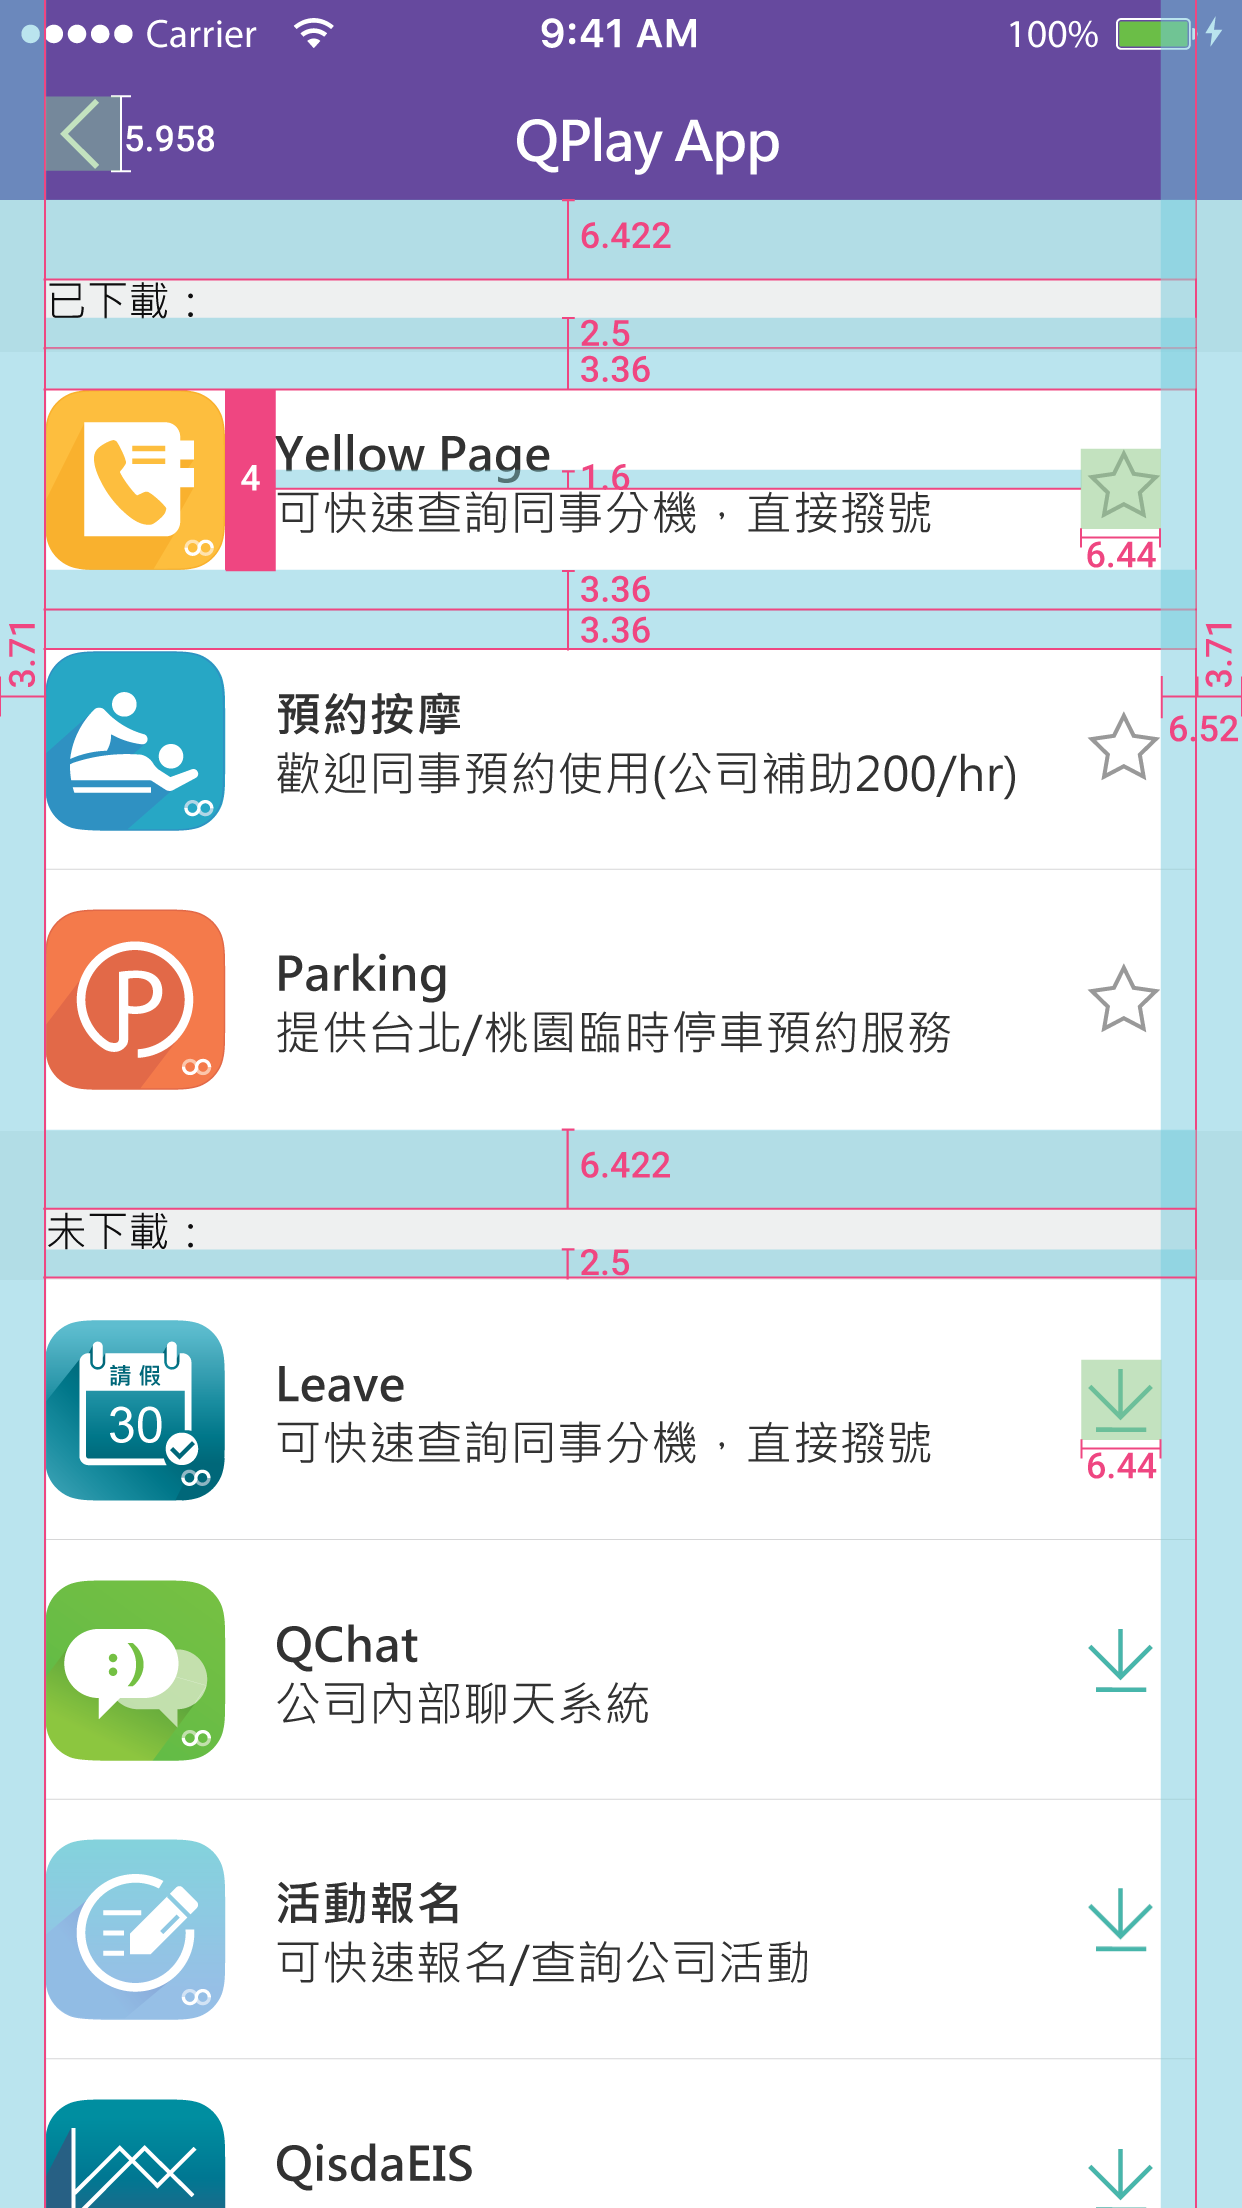 Carrier 9:41 AM 100%
5.958 QPlay App
6.422
已下載：
2.5
3.36
4 Yellow Page
1.6
可快速查詢同事分機，直接撥號
6.44
3.36
3.36
3.71 3.71
預約按摩
6.52
歡迎同事預約使用(公司補助200/hr)
Parking
提供台北/桃園臨時停車預約服務
6.422
未下載：
2.5
請假
30
Leave
可快速查詢同事分機，直接撥號
6.44
QChat
:)
公司內部聊天系統
活動報名
可快速報名/查詢公司活動
QisdaEIS